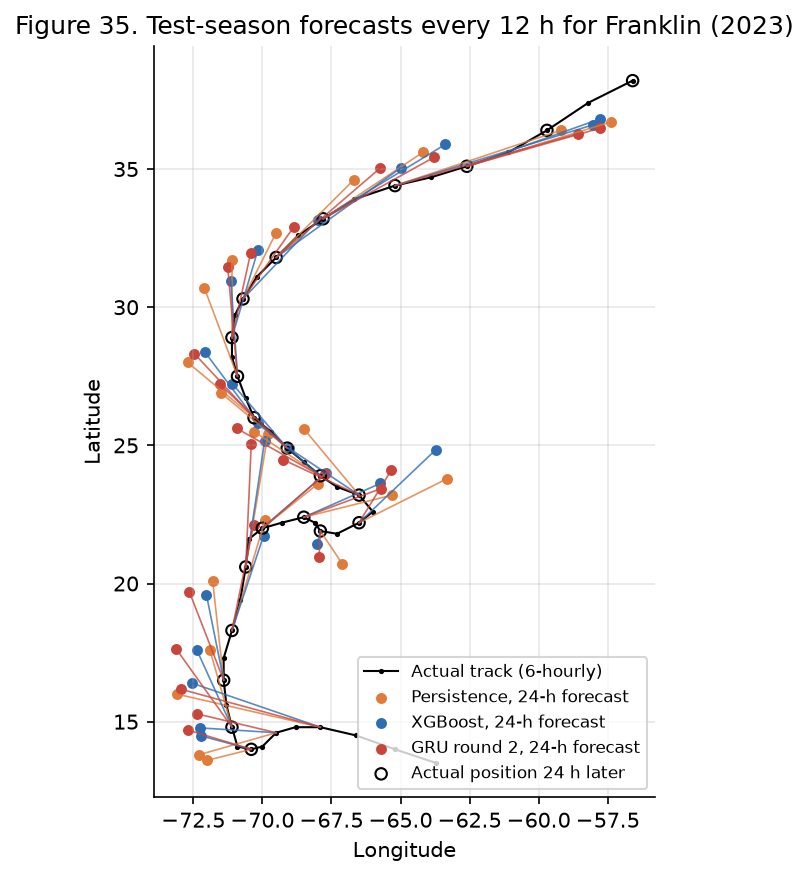 Figure 35. Test-season forecasts every 12 h for Franklin (2023)
Latitude
35
30
25
20
15
Actual track (6-hourly)
Persistence, 24-h forecast
XGBoost, 24-h forecast
GRU round 2, 24-h forecast
Actual position 24 h later
−72.5 −70.0 −67.5 −65.0 −62.5 −60.0 −57.5
Longitude